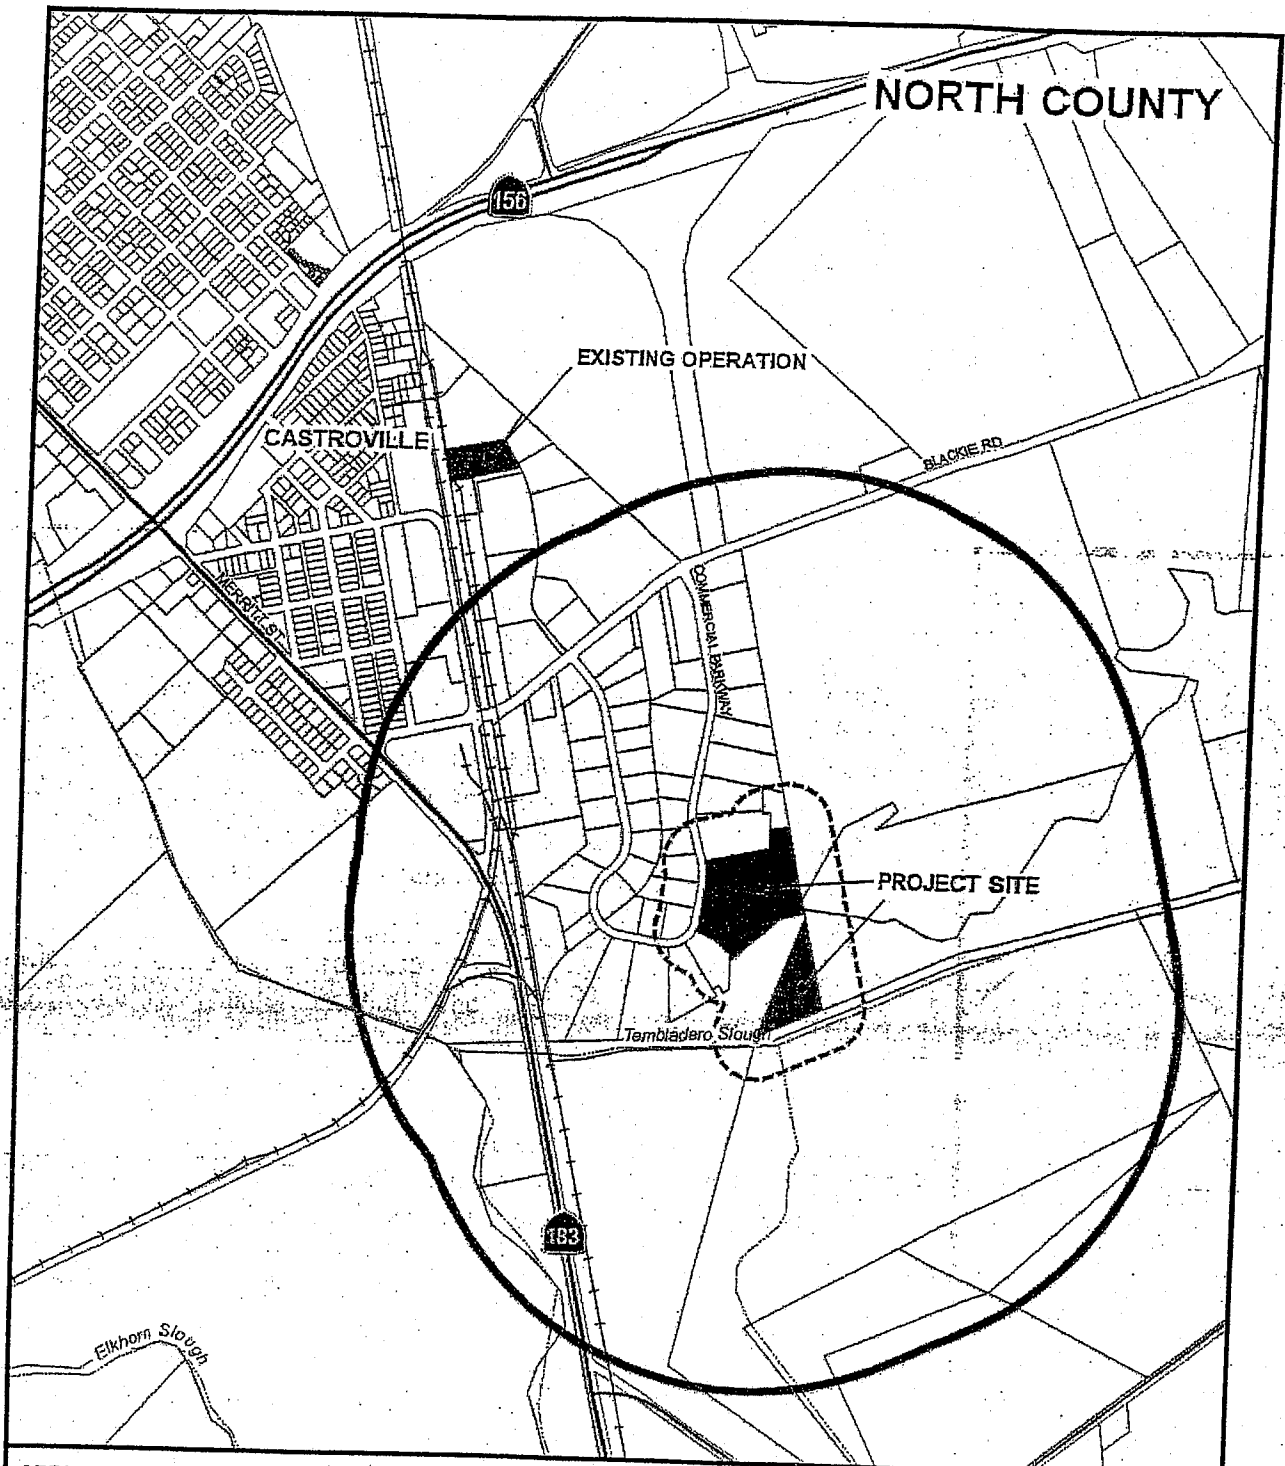 NORTH COUNTY
156
EXISTING OPERATION
CASTROVILLE
BLACKIE RD
MERRITT ST
COMMERCIAL PARKWAY
PROJECT SITE
Tembladero Slough
183
Elkhorn Slough